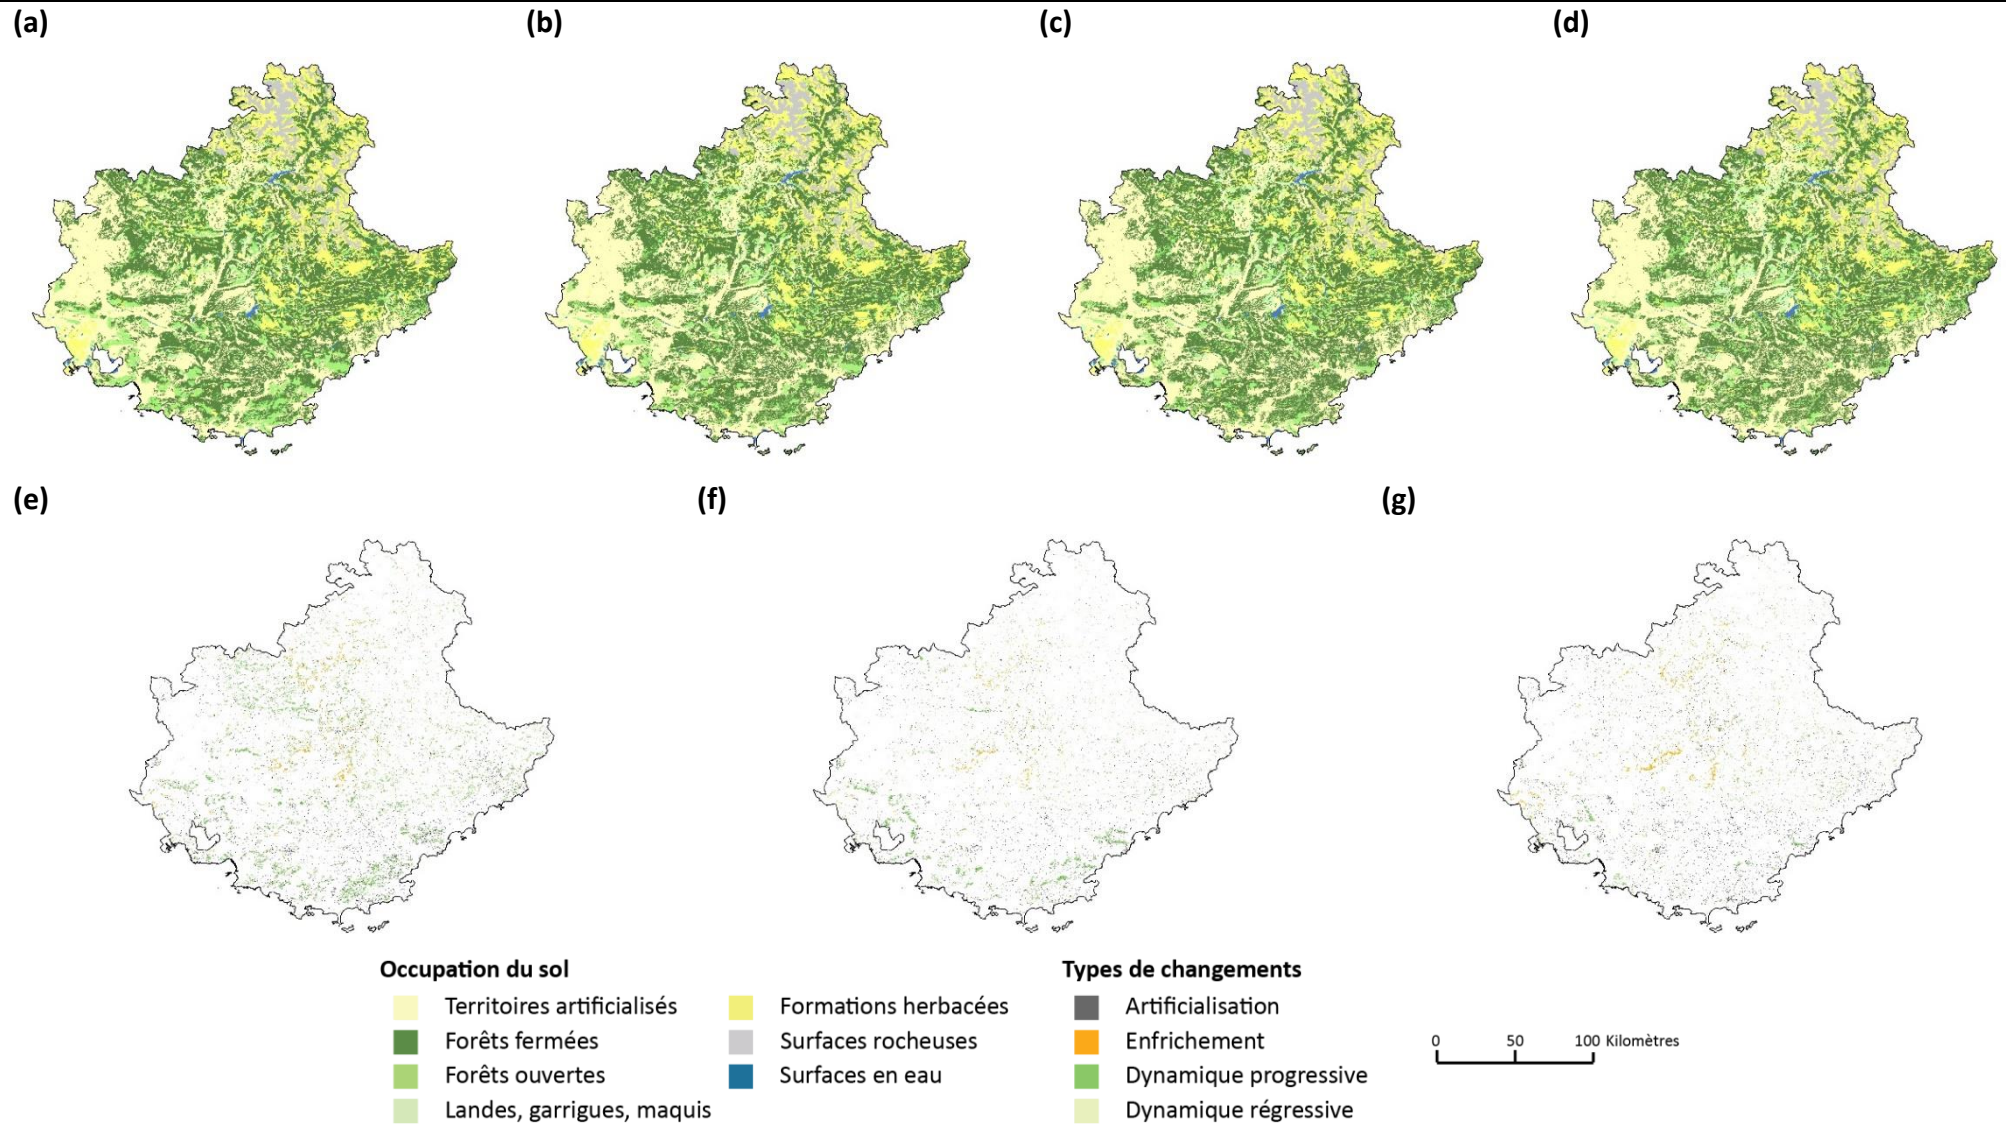 (a) (b) (c) (d)
(e) (f) (g)
Occupation du sol
Territoires artificialisés
Forêts fermées
Forêts ouvertes
Landes, garrigues, maquis
Formations herbacées
Surfaces rocheuses
Surfaces en eau
Types de changements
Artificialisation
Enfrichement
Dynamique progressive
Dynamique régressive
0 50 100 Kilomètres